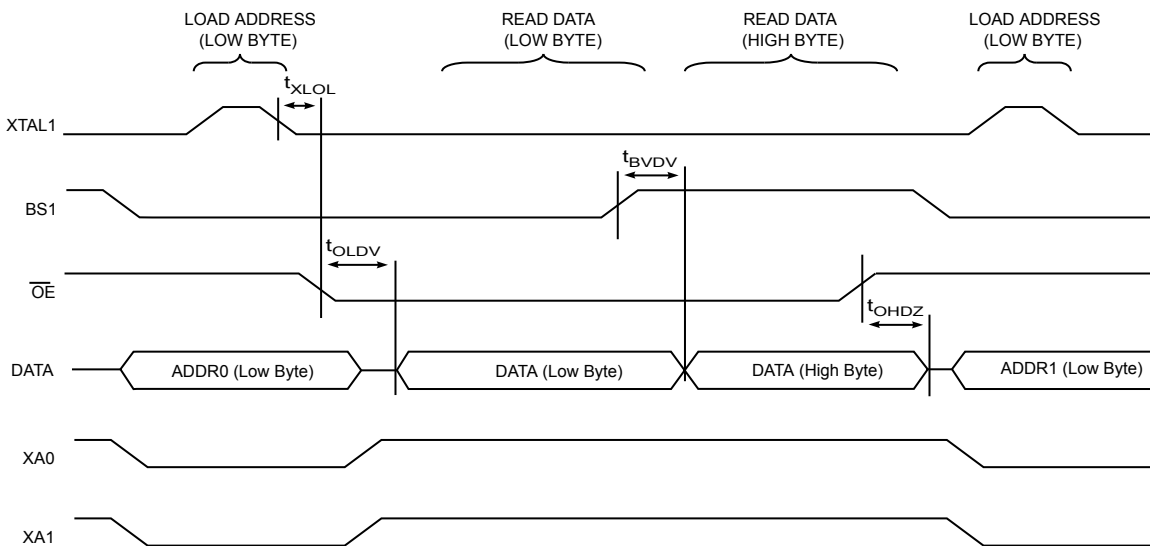 LOAD ADDRESS
(LOW BYTE)
READ DATA
(LOW BYTE)
READ DATA
(HIGH BYTE)
LOAD ADDRESS
(LOW BYTE)
tXLOL
XTAL1
tBVDV
BS1
tOLDV
OE
tOHDZ
DATA
ADDR0 (Low Byte)
DATA (Low Byte)
DATA (High Byte)
ADDR1 (Low Byte)
XA0
XA1